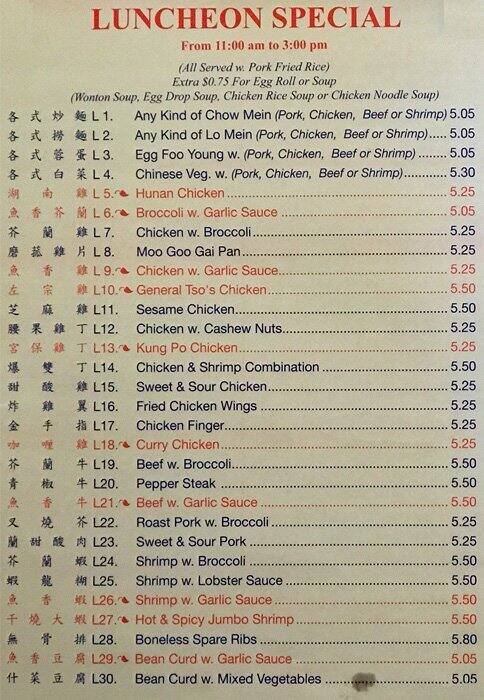 LUNCHEON SPECIAL
From 11:00 am to 3:00 pm
(All Served w. Pork Fried Rice)
Extra $0.75 For Egg Roll or Soup
(Wonton Soup, Egg Drop Soup, Chicken Rice Soup or Chicken Noodle Soup)
各式炒麵 L 1. Any Kind of Chow Mein (Pork, Chicken, Beef or Shrimp) 5.05
各式撈麵 L 2. Any Kind of Lo Mein (Pork, Chicken, Beef or Shrimp)..... 5.05
各式蓉蛋 L 3. Egg Foo Young w. (Pork, Chicken, Beef or Shrimp) ...... 5.05
各式白菜 L 4. Chinese Veg. w. (Pork, Chicken, Beef or Shrimp)....... 5.30
湖南雞 L 5. Hunan Chicken 5.25
魚香芥蘭 L 6. Broccoli w. Garlic Sauce 5.05
芥蘭雞 L 7. Chicken w. Broccoli 5.25
磨菰雞片 L 8. Moo Goo Gai Pan 5.25
魚香雞 L 9. Chicken w. Garlic Sauce 5.25
左宗雞 L10. General Tso's Chicken 5.50
芝麻雞 L11. Sesame Chicken 5.50
腰果雞丁 L12. Chicken w. Cashew Nuts 5.25
宮保雞丁 L13. Kung Po Chicken 5.25
爆雙丁 L14. Chicken & Shrimp Combination 5.50
甜酸雞 L15. Sweet & Sour Chicken 5.25
炸雞翼 L16. Fried Chicken Wings 5.25
金手指 L17. Chicken Finger 5.25
咖喱雞 L18. Curry Chicken 5.25
芥蘭牛 L19. Beef w. Broccoli 5.50
青椒牛 L20. Pepper Steak 5.50
魚香牛 L21. Beef w. Garlic Sauce 5.50
叉燒芥 L22. Roast Pork w. Broccoli 5.25
蘭甜酸肉 L23. Sweet & Sour Pork 5.25
芥蘭蝦 L24. Shrimp w. Broccoli 5.50
蝦龍糊 L25. Shrimp w. Lobster Sauce 5.50
魚香蝦 L26. Shrimp w. Garlic Sauce 5.50
干燒大蝦 L27. Hot & Spicy Jumbo Shrimp 5.50
無骨排 L28. Boneless Spare Ribs 5.80
魚香豆腐 L29. Bean Curd w. Garlic Sauce 5.05
什菜豆腐 L30. Bean Curd w. Mixed Vegetables 5.05